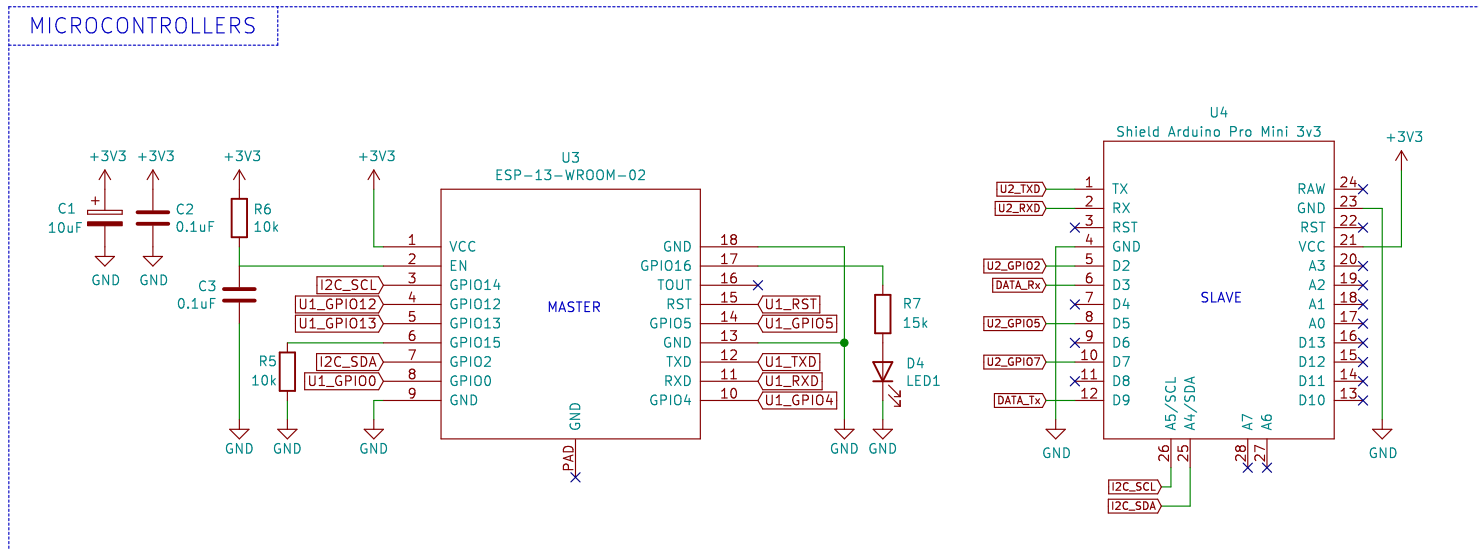 MICROCONTROLLERS
+3V3
+3V3
+3V3
+3V3
C1
10uF
C2
0.1uF
R6
10k
C3
0.1uF
R5
10k
GND
GND
GND
GND
GND
U3
ESP-13-WROOM-02
MASTER
1 VCC
2 EN
I2C_SCL 3 GPIO14
U1_GPIO12 4 GPIO12
U1_GPIO13 5 GPIO13
6 GPIO15
I2C_SDA 7 GPIO2
U1_GPIO0 8 GPIO0
9 GND
GND 18
GPIO16 17
TOUT 16
RST 15 U1_RST
GPIO5 14 U1_GPIO5
GND 13
TXD 12 U1_TXD
RXD 11 U1_RXD
GPIO4 10 U1_GPIO4
GND
PAD
R7
15k
D4
LED1
GND
GND
U4
Shield Arduino Pro Mini 3v3
+3V3
SLAVE
U2_TXD 1 TX
U2_RXD 2 RX
3 RST
4 GND
U2_GPIO2 5 D2
DATA_Rx 6 D3
7 D4
U2_GPIO5 8 D5
9 D6
U2_GPIO7 10 D7
11 D8
DATA_Tx 12 D9
RAW 24
GND 23
RST 22
VCC 21
A3 20
A2 19
A1 18
A0 17
D13 16
D12 15
D11 14
D10 13
A5/SCL
A4/SDA
A7
A6
26
25
28
27
GND
GND
I2C_SCL
I2C_SDA